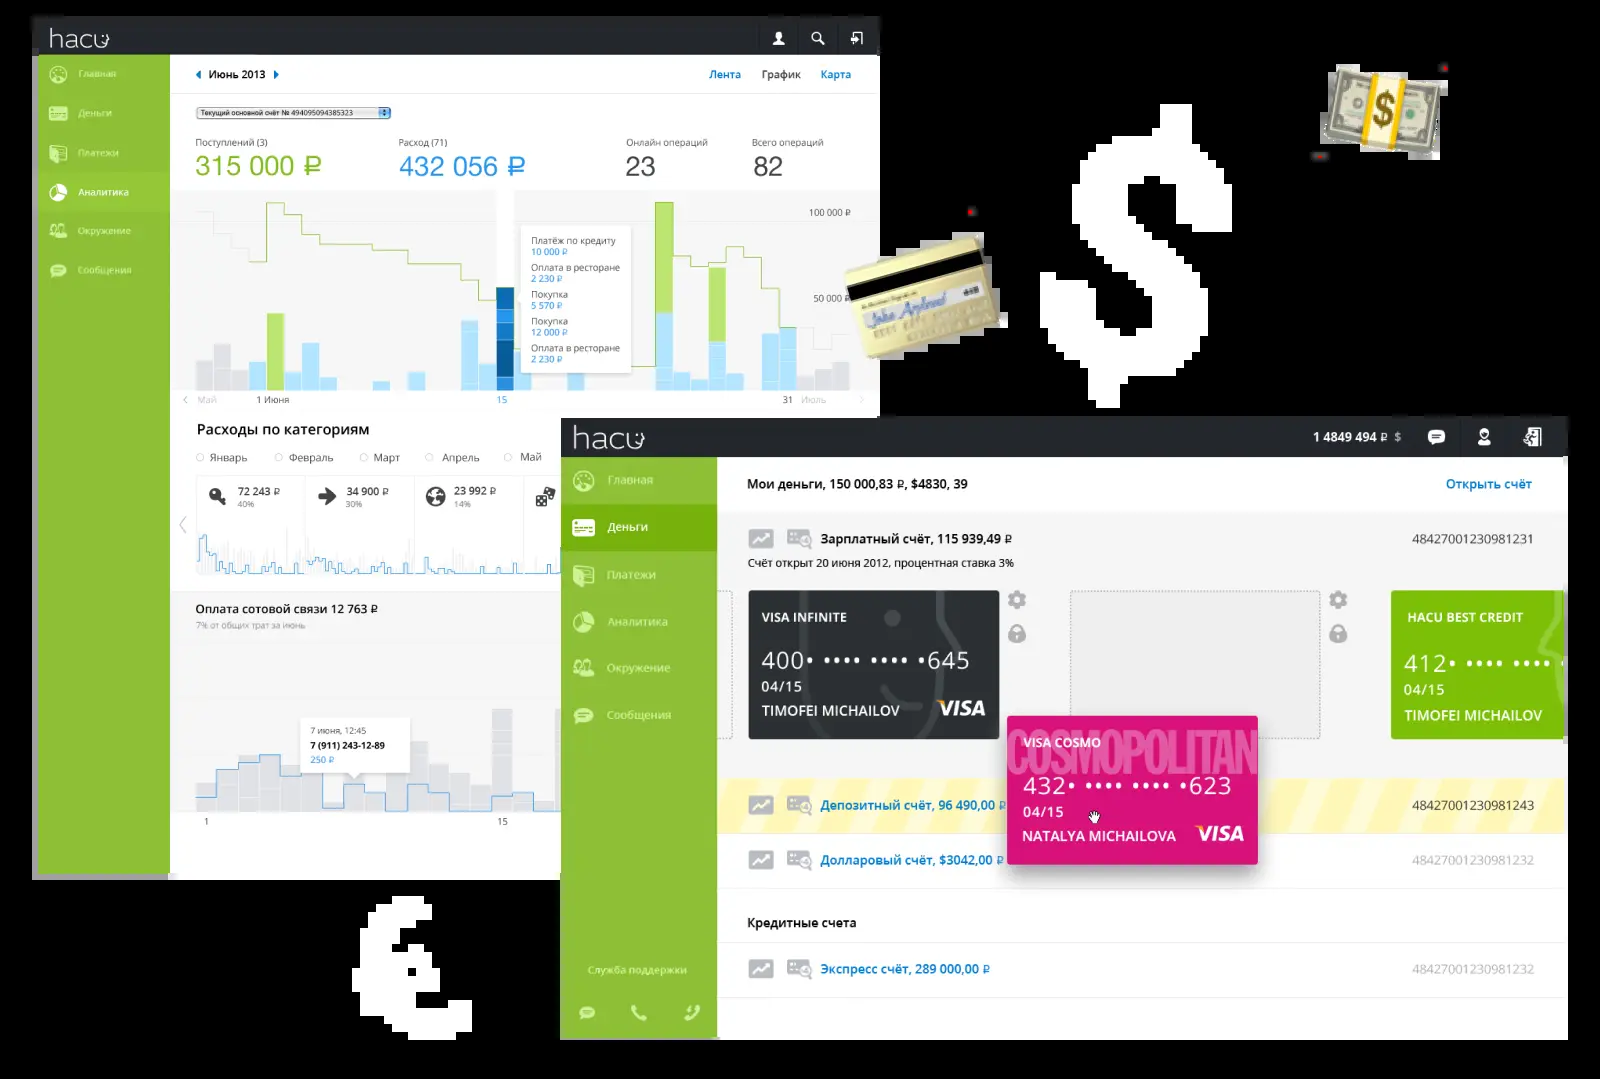 hacu
Главная
Деньги
Платежи
Аналитика
Окружение
Сообщения
Июнь 2013
Лента
График
Карта
Текущий основной счёт № 494095094385323
Поступлений (3)
315 000 ₽
Расход (71)
432 056 ₽
Онлайн операций
23
Всего операций
82
100 000 ₽
50 000 ₽
Платёж по кредиту
10 000 ₽
Оплата в ресторане
2 230 ₽
Покупка
5 570 ₽
Покупка
12 000 ₽
Оплата в ресторане
2 230 ₽
Май
1 Июня
15
31
Июль
Расходы по категориям
Январь
Февраль
Март
Апрель
Май
72 243 ₽
40%
34 900 ₽
30%
23 992 ₽
14%
Оплата сотовой связи 12 763 ₽
7% от общих трат за июнь
7 июня, 12:45
7 (911) 243-12-89
250 ₽
1
15
$
$
hacu
1 4849 494 ₽ $
Главная
Деньги
Платежи
Аналитика
Окружение
Сообщения
Служба поддержки
Мои деньги, 150 000,83 ₽, $4830, 39
Открыть счёт
Зарплатный счёт, 115 939,49 ₽
48427001230981231
Счёт открыт 20 июня 2012, процентная ставка 3%
VISA INFINITE
400• •••• •••• •645
04/15
TIMOFEI MICHAILOV
VISA
HACU BEST CREDIT
412• •••• ••••
04/15
TIMOFEI MICHAILOV
COSMOPOLITAN
VISA COSMO
432• •••• •••• •623
04/15
NATALYA MICHAILOVA
VISA
Депозитный счёт, 96 490,00 ₽
48427001230981243
Долларовый счёт, $3042,00 ₽
48427001230981232
Кредитные счета
Экспресс счёт, 289 000,00 ₽
48427001230981232